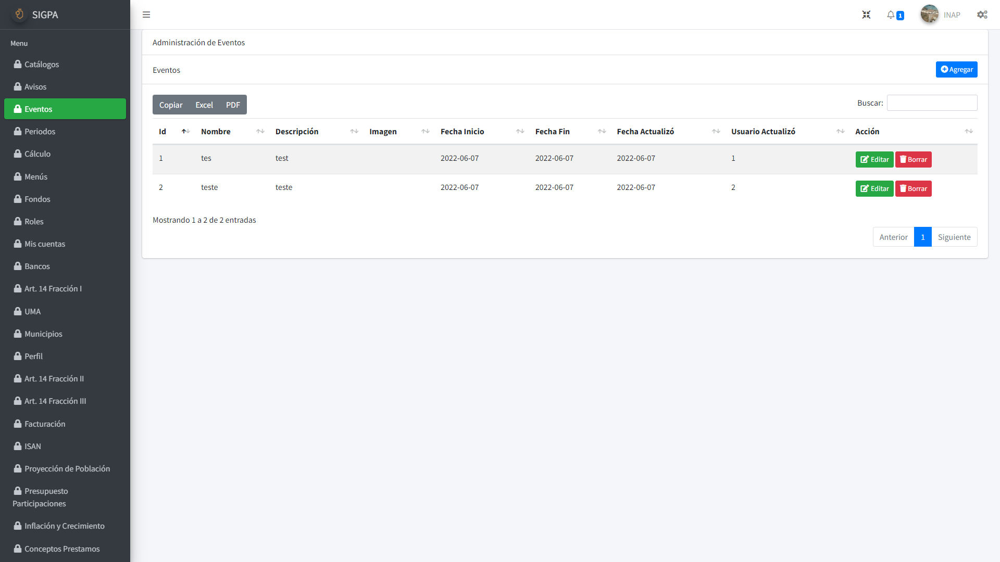 SIGPA
1
INAP
Menu
Catálogos
Avisos
Eventos
Periodos
Cálculo
Menús
Fondos
Roles
Mis cuentas
Bancos
Art. 14 Fracción I
UMA
Municipios
Perfil
Art. 14 Fracción II
Art. 14 Fracción III
Facturación
ISAN
Proyección de Población
Presupuesto
Participaciones
Inflación y Crecimiento
Conceptos Prestamos
Administración de Eventos
Eventos
Agregar
Copiar Excel PDF
Buscar:
Id Nombre Descripción Imagen Fecha Inicio Fecha Fin Fecha Actualizó Usuario Actualizó Acción
1 tes test 2022-06-07 2022-06-07 2022-06-07 1 Editar Borrar
2 teste teste 2022-06-07 2022-06-07 2022-06-07 2 Editar Borrar
Mostrando 1 a 2 de 2 entradas
Anterior 1 Siguiente